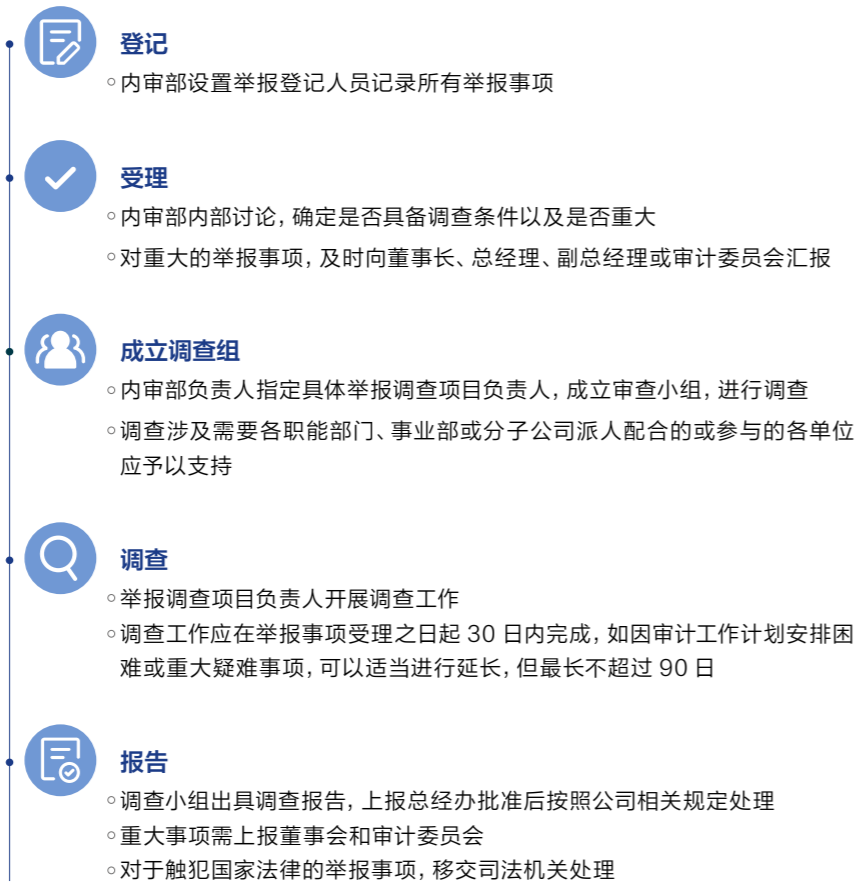 登记
◦内审部设置举报登记人员记录所有举报事项
受理
◦内审部内部讨论，确定是否具备调查条件以及是否重大
◦对重大的举报事项，及时向董事长、总经理、副总经理或审计委员会汇报
成立调查组
◦内审部负责人指定具体举报调查项目负责人，成立审查小组，进行调查
◦调查涉及需要各职能部门、事业部或分子公司派人配合的或参与的各单位
应予以支持
调查
◦举报调查项目负责人开展调查工作
◦调查工作应在举报事项受理之日起 30 日内完成，如因审计工作计划安排困
难或重大疑难事项，可以适当进行延长，但最长不超过 90 日
报告
◦调查小组出具调查报告，上报总经办批准后按照公司相关规定处理
◦重大事项需上报董事会和审计委员会
◦对于触犯国家法律的举报事项，移交司法机关处理